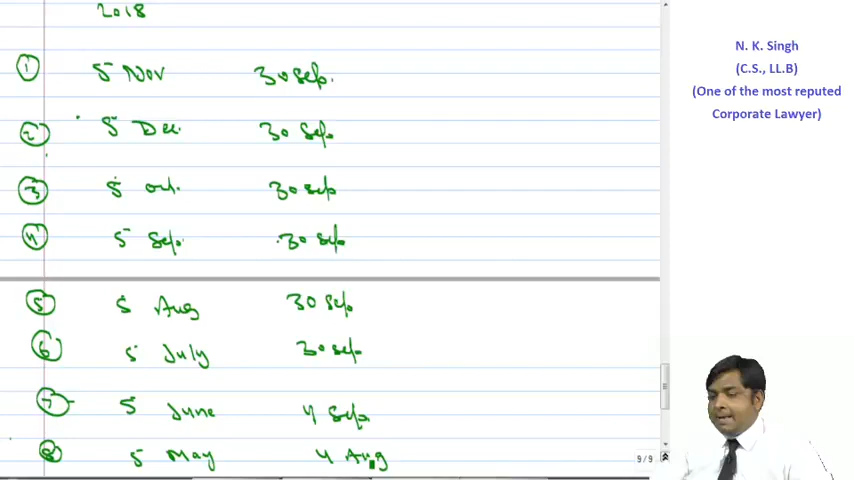 2018
① 5 Nov 30 Sep.
② 5 Dec. 30 Sep.
③ 5 Oct. 30 Sep
④ 5 Sep. 30 Sep
⑤ 5 Aug 30 Sep.
⑥ 5 July 30 Sep.
⑦ 5 June 4 Sep.
⑧ 5 May 4 Aug
9/9
N. K. Singh
(C.S., LL.B)
(One of the most reputed
Corporate Lawyer)